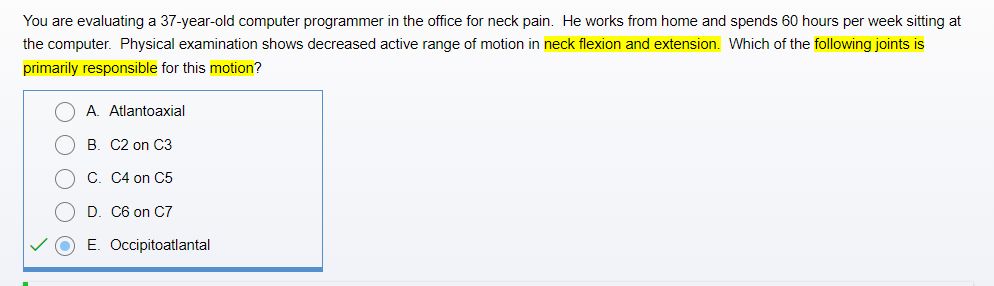 You are evaluating a 37-year-old computer programmer in the office for neck pain.  He works from home and spends 60 hours per week sitting at
the computer.  Physical examination shows decreased active range of motion in neck flexion and extension.  Which of the following joints is
primarily responsible for this motion?
A. Atlantoaxial
B. C2 on C3
C. C4 on C5
D. C6 on C7
E. Occipitoatlantal